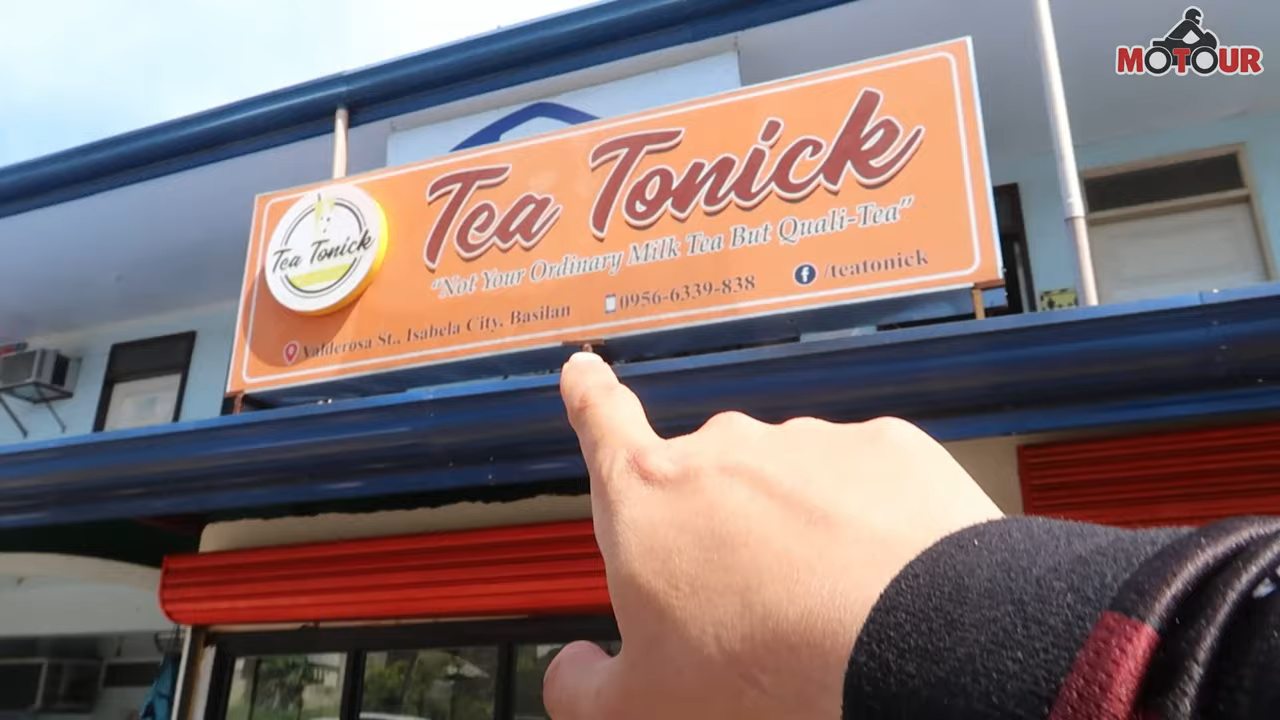 MOTOUR
Tea Tonick
Tea Tonick
"Not Your Ordinary Milk Tea But Quali-Tea"
Valderosa St., Isabela City, Basilan
0956-6339-838
/teatonick